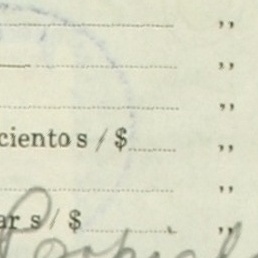 ,,
,,
,,
cientos / $ ,,
,,
ar s / $ ,,